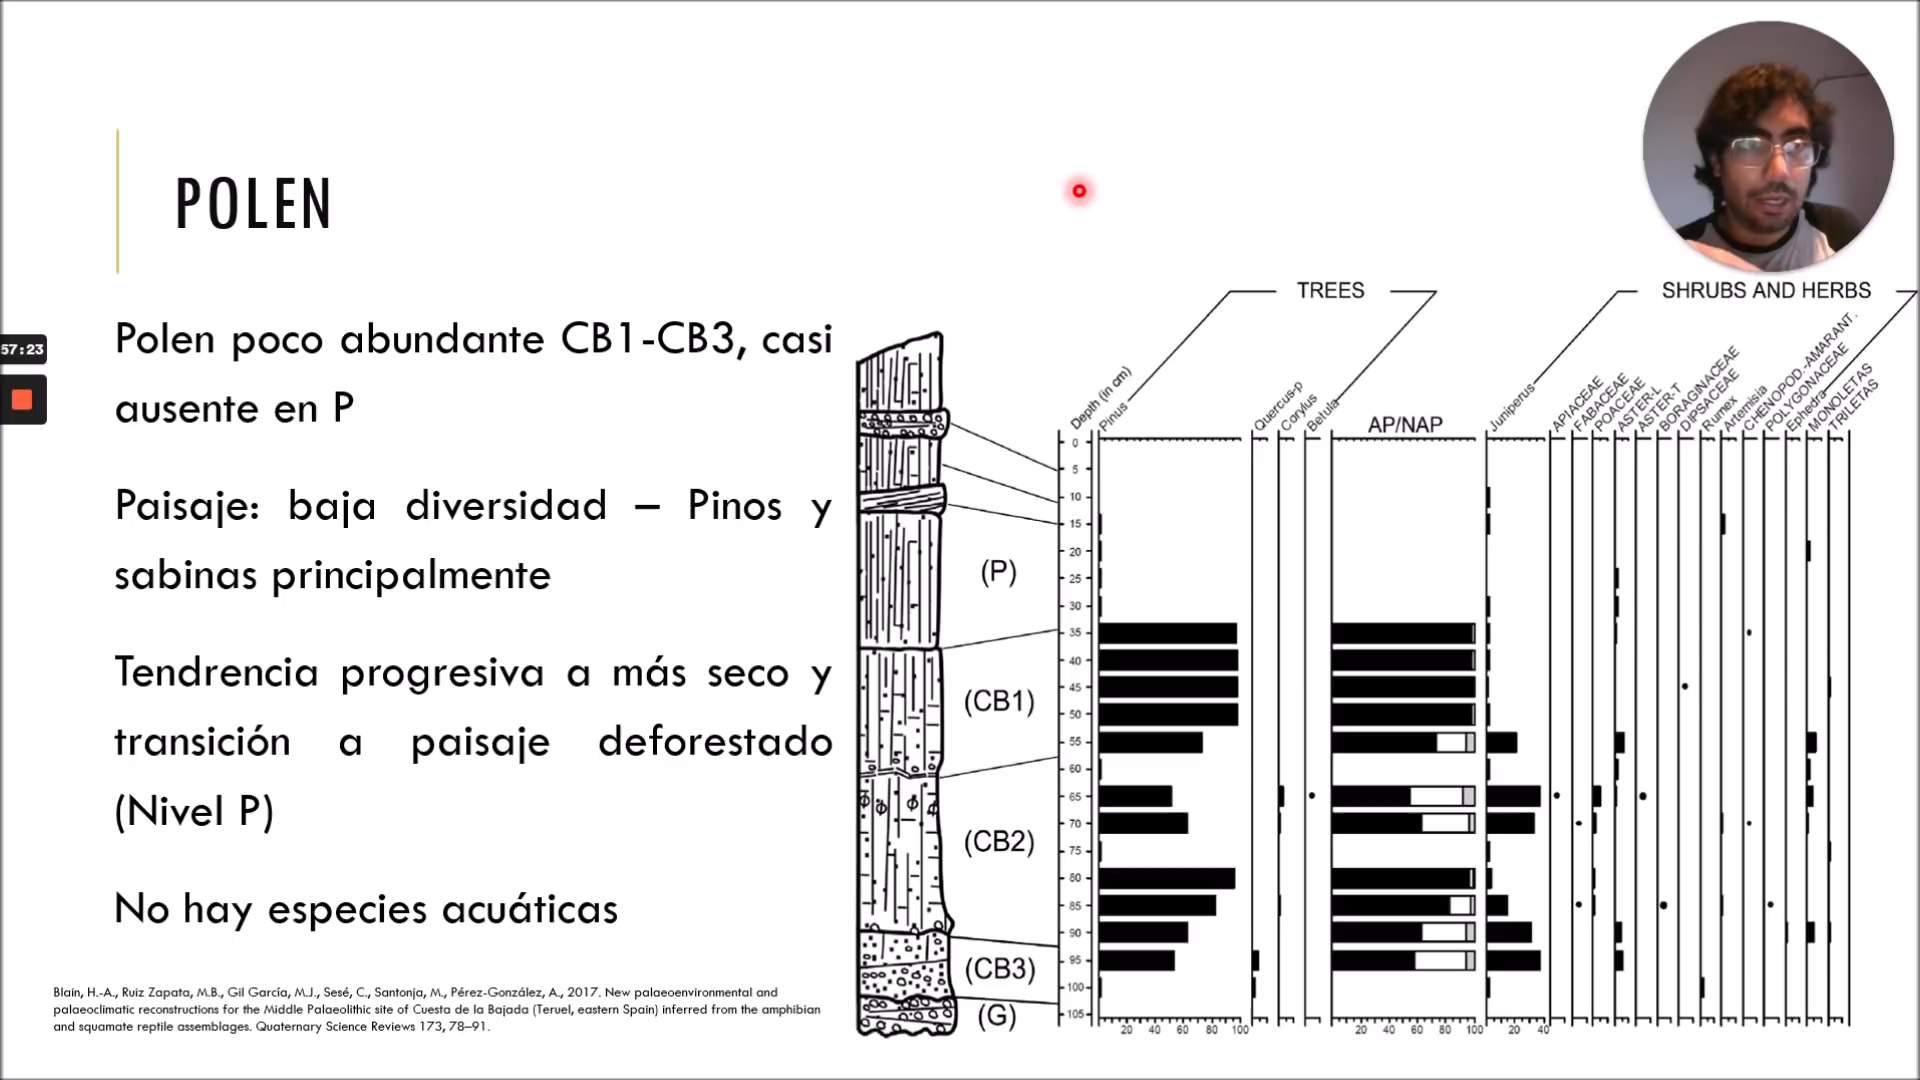 POLEN
57:23
Polen poco abundante CB1-CB3, casi
ausente en P
Paisaje: baja diversidad – Pinos y
sabinas principalmente
Tendrencia progresiva a más seco y
transición a paisaje deforestado
(Nivel P)
No hay especies acuáticas
Blain, H.-A., Ruiz Zapata, M.B., Gil García, M.J., Sesé, C., Santonja, M., Pérez-González, A., 2017. New palaeoenvironmental and
palaeoclimatic reconstructions for the Middle Palaeolithic site of Cuesta de la Bajada (Teruel, eastern Spain) inferred from the amphibian
and squamate reptile assemblages. Quaternary Science Reviews 173, 78–91.
TREES
SHRUBS AND HERBS
Depth (in cm)
Pinus
Quercus-p
Corylus
Betula
AP/NAP
Juniperus
APIACEAE
FABACEAE
POACEAE
ASTER-L
ASTER-T
BORAGINACEAE
DIPSACEAE
Rumex
Artemisia
CHENOPOD.-AMARANT.
POLYGONACEAE
Ephedra
MONOLETAS
TRILETAS
(P)
(CB1)
(CB2)
(CB3)
(G)
0
5
10
15
20
25
30
35
40
45
50
55
60
65
70
75
80
85
90
95
100
105
20 40 60 80 100
20 40 60 80 100
20 40